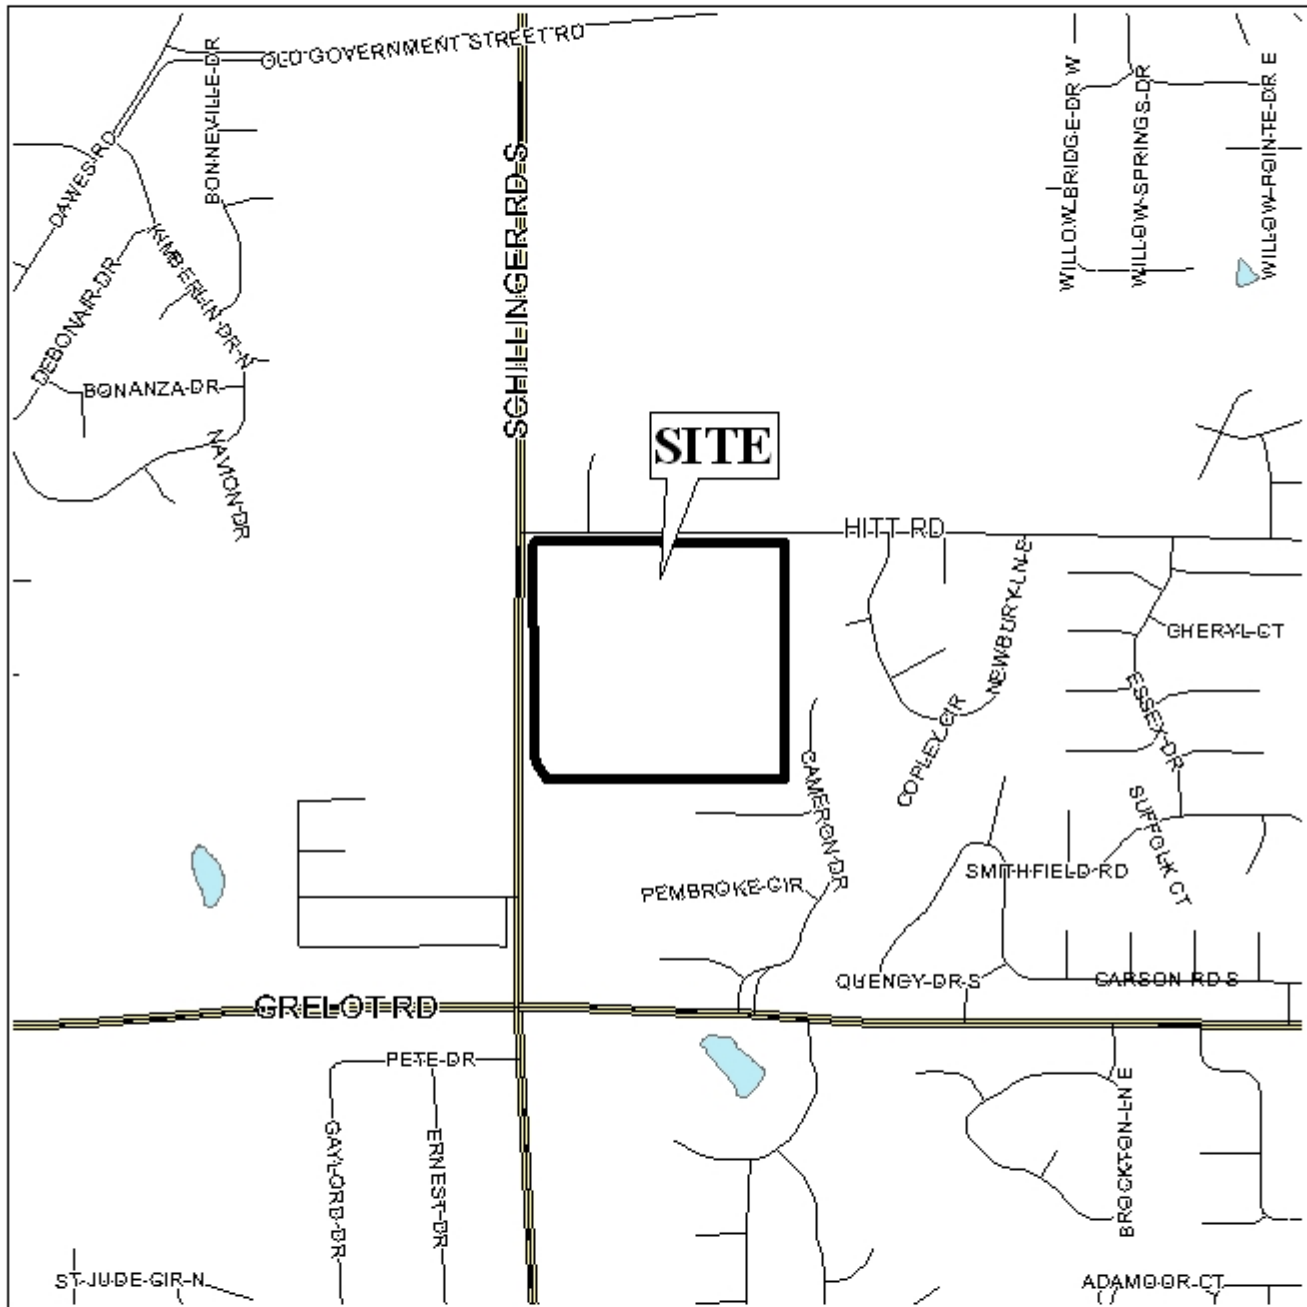 OLD GOVERNMENT STREET RD
BONNEVILLE DR
DAWES RD
WILLOW BRIDGE DR W
WILLOW SPRINGS DR
WILLOW POINTE DR E
SCHILLINGER RD S
KIMBERLIN DR N
DEBONAIR DR
BONANZA DR
NAVION DR
SITE
HITT RD
NEWBURY LN E
CHERYL CT
ESSEX DR
COPLEY CIR
CAMERON DR
SUFFOLK CT
SMITHFIELD RD
PEMBROKE CIR
QUENCY DR S
CARSON RD S
GRELOT RD
PETE DR
GAYLORD DR
ERNEST DR
BROCKTON LN E
ST JUDE CIR N
ADAMOOR CT